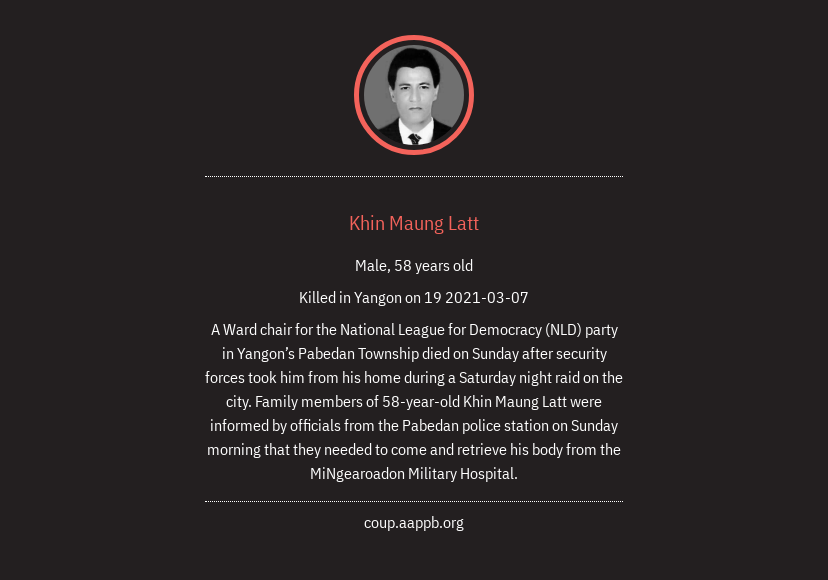 Khin Maung Latt
Male, 58 years old
Killed in Yangon on 19 2021-03-07
A Ward chair for the National League for Democracy (NLD) party
in Yangon’s Pabedan Township died on Sunday after security
forces took him from his home during a Saturday night raid on the
city. Family members of 58-year-old Khin Maung Latt were
informed by officials from the Pabedan police station on Sunday
morning that they needed to come and retrieve his body from the
MiNgearoadon Military Hospital.
coup.aappb.org